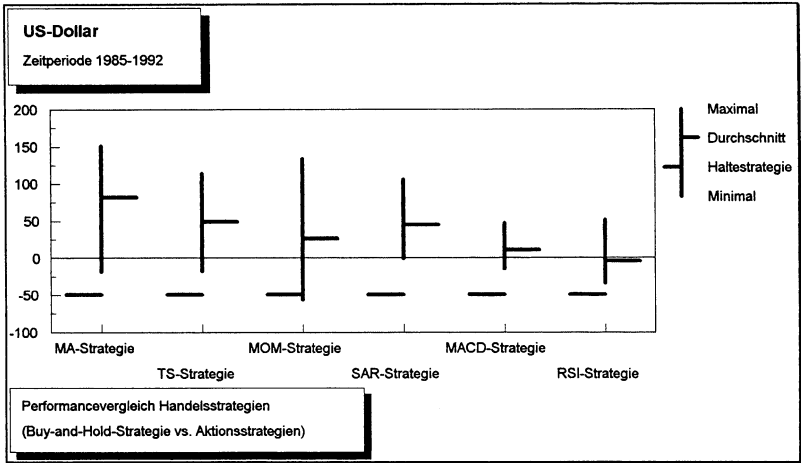 US-Dollar
Zeitperiode 1985-1992
200
150
100
50
0
-50
-100
Maximal
Durchschnitt
Haltestrategie
Minimal
MA-Strategie
TS-Strategie
MOM-Strategie
SAR-Strategie
MACD-Strategie
RSI-Strategie
Performancevergleich Handelsstrategien
(Buy-and-Hold-Strategie vs. Aktionsstrategien)